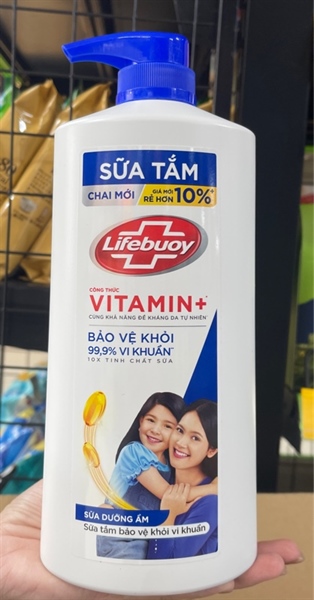 SỮA TẮM
CHAI MỚI
GIÁ MỚI
RẺ HƠN 10%*
Lifebuoy
CÔNG THỨC
VITAMIN+
CÙNG KHẢ NĂNG ĐỀ KHÁNG DA TỰ NHIÊN
BẢO VỆ KHỎI
99,9% VI KHUẨN
10X TINH CHẤT SỮA
SỮA DƯỠNG ẨM
Sữa tắm bảo vệ khỏi vi khuẩn